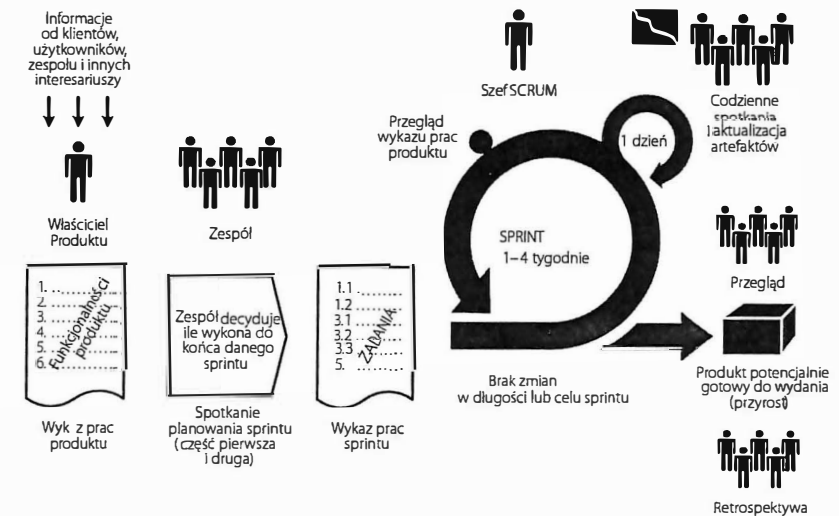 Informacje
od klientów,
użytkowników,
zespołu i innych
interesariuszy
Właściciel
Produktu
1. ..............
2. ..............
3. ..............
4. ..............
5. ..............
6. ..............
Funkcjonalności
produktu
Wyk z prac
produktu
Zespół
Zespół decyduje
ile wykona do
końca danego
sprintu
Spotkanie
planowania sprintu
(część pierwsza
i druga)
1.1 ..............
1.2 ..............
3.1 ..............
3.2 ..............
3.3 ..............
5. ..............
ZADANIA
Wykaz prac
sprintu
Szef SCRUM
Przegląd
wykazu prac
produktu
1 dzień
SPRINT
1–4 tygodnie
Brak zmian
w długości lub celu sprintu
Codzienne
spotkania
i aktualizacja
artefaktów
Przegląd
Produkt potencjalnie
gotowy do wydania
(przyrost)
Retrospektywa